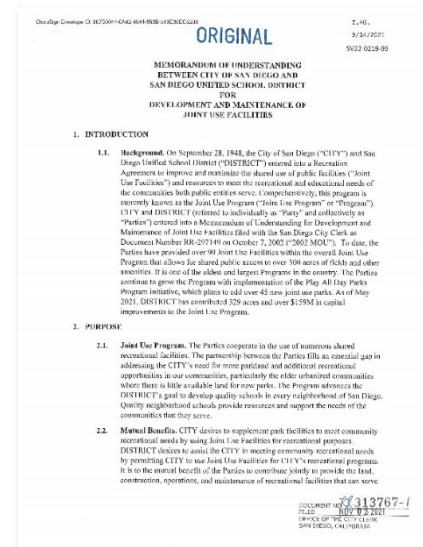 ORIGINAL
I.40.
9/14/2021
SV22-0219-99
MEMORANDUM OF UNDERSTANDING
BETWEEN CITY OF SAN DIEGO AND
SAN DIEGO UNIFIED SCHOOL DISTRICT
FOR
DEVELOPMENT AND MAINTENANCE OF
JOINT USE FACILITIES
1. INTRODUCTION
1.1. Background. On September 28, 1948, the City of San Diego ("CITY") and San
Diego Unified School District ("DISTRICT") entered into a Recreation
Agreement to improve and maximize the shared use of public facilities ("Joint
Use Facilities") and resources to meet the recreational and educational needs of
the communities both public entities serve. Comprehensively, this program is
currently known as the Joint Use Program ("Joint Use Program" or "Program").
CITY and DISTRICT (referred to individually as "Party" and collectively as
"Parties") entered into a Memorandum of Understanding for Development and
Maintenance of Joint Use Facilities filed with the San Diego City Clerk as
Document Number RR-297149 on October 7, 2002 ("2002 MOU"). To date, the
Parties have provided over 90 Joint Use Facilities within the overall Joint Use
Program that allows for shared public access to over 300 acres of fields and other
amenities. It is one of the oldest and largest Programs in the country. The Parties
continue to grow the Program with implementation of the Play All Day Parks
Program initiative, which plans to add over 45 new joint use parks. As of May
2021, DISTRICT has contributed 329 acres and over $159M in capital
improvements to the Joint Use Program.
2. PURPOSE
2.1. Joint Use Program. The Parties cooperate in the use of numerous shared
recreational facilities. The partnership between the Parties fills an essential gap in
addressing the CITY's need for more parkland and additional recreational
opportunities in our communities, particularly the older urbanized communities
where there is little available land for new parks. The Program advances the
DISTRICT's goal to develop quality schools in every neighborhood of San Diego.
Quality neighborhood schools provide resources and support the needs of the
communities that they serve.
2.2. Mutual Benefits. CITY desires to supplement park facilities to meet community
recreational needs by using Joint Use Facilities for recreational purposes.
DISTRICT desires to assist the CITY in meeting community recreational needs
by permitting CITY to use Joint Use Facilities for CITY's recreational programs.
It is to the mutual benefit of the Parties to contribute jointly to provide the land,
construction, operations, and maintenance of recreational facilities that can serve
DOCUMENT NO 313767-1
FILED NOV 03 2021
OFFICE OF THE CITY CLERK
SAN DIEGO, CALIFORNIA